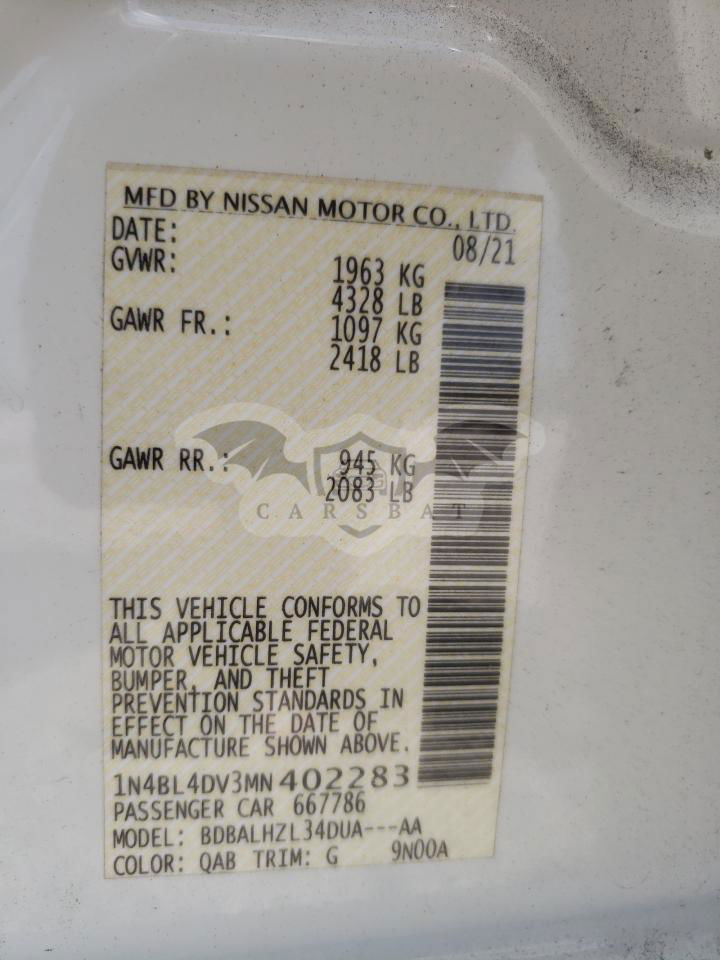 MFD BY NISSAN MOTOR CO., LTD.
DATE: 08/21
GVWR: 1963 KG
4328 LB
GAWR FR.: 1097 KG
2418 LB
GAWR RR.: 945 KG
2083 LB
CARSBAT
THIS VEHICLE CONFORMS TO
ALL APPLICABLE FEDERAL
MOTOR VEHICLE SAFETY,
BUMPER, AND THEFT
PREVENTION STANDARDS IN
EFFECT ON THE DATE OF
MANUFACTURE SHOWN ABOVE.
1N4BL4DV3MN402283
PASSENGER CAR 667786
MODEL: BDBALHZL34DUA---AA
COLOR: QAB TRIM: G 9N00A